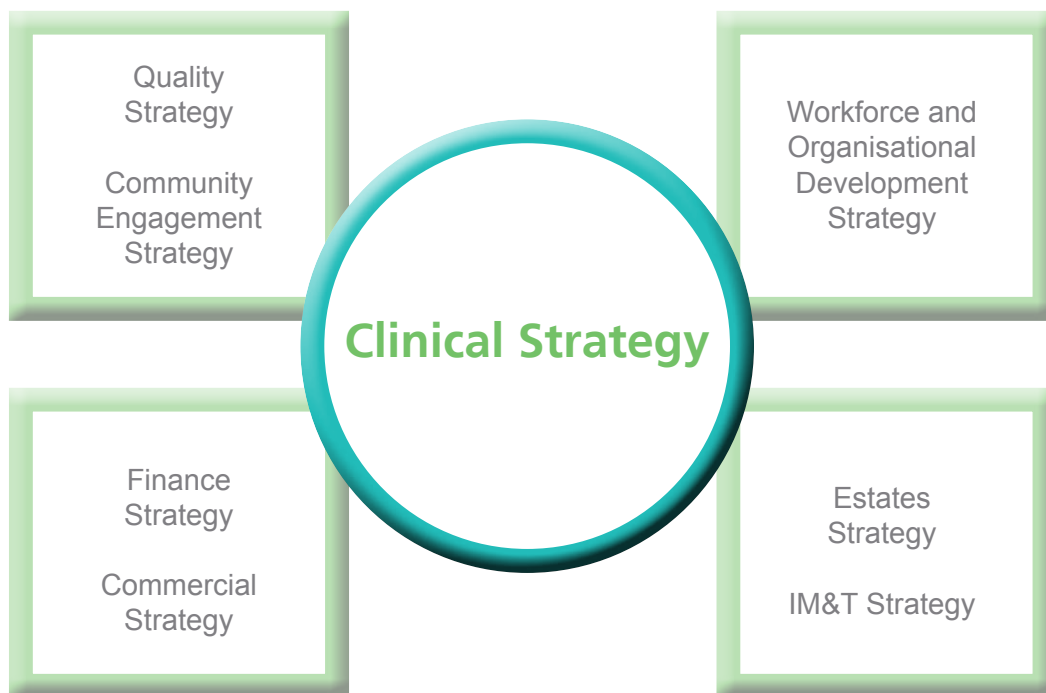 Quality
Strategy
Community
Engagement
Strategy
Workforce and
Organisational
Development
Strategy
Clinical Strategy
Finance
Strategy
Commercial
Strategy
Estates
Strategy
IM&T Strategy